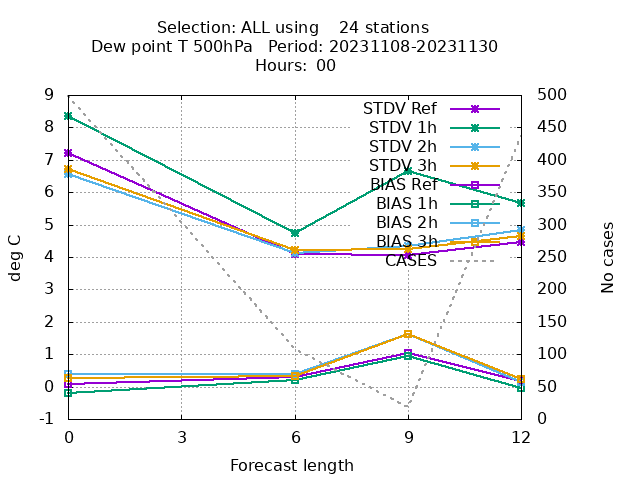 Selection: ALL using    24 stations
Dew point T 500hPa   Period: 20231108-20231130
Hours:  00
STDV Ref
STDV 1h
STDV 2h
STDV 3h
BIAS Ref
BIAS 1h
BIAS 2h
BIAS 3h
CASES
9
8
7
6
5
4
3
2
1
0
-1
deg C
500
450
400
350
300
250
200
150
100
50
0
No cases
0 3 6 9 12
Forecast length